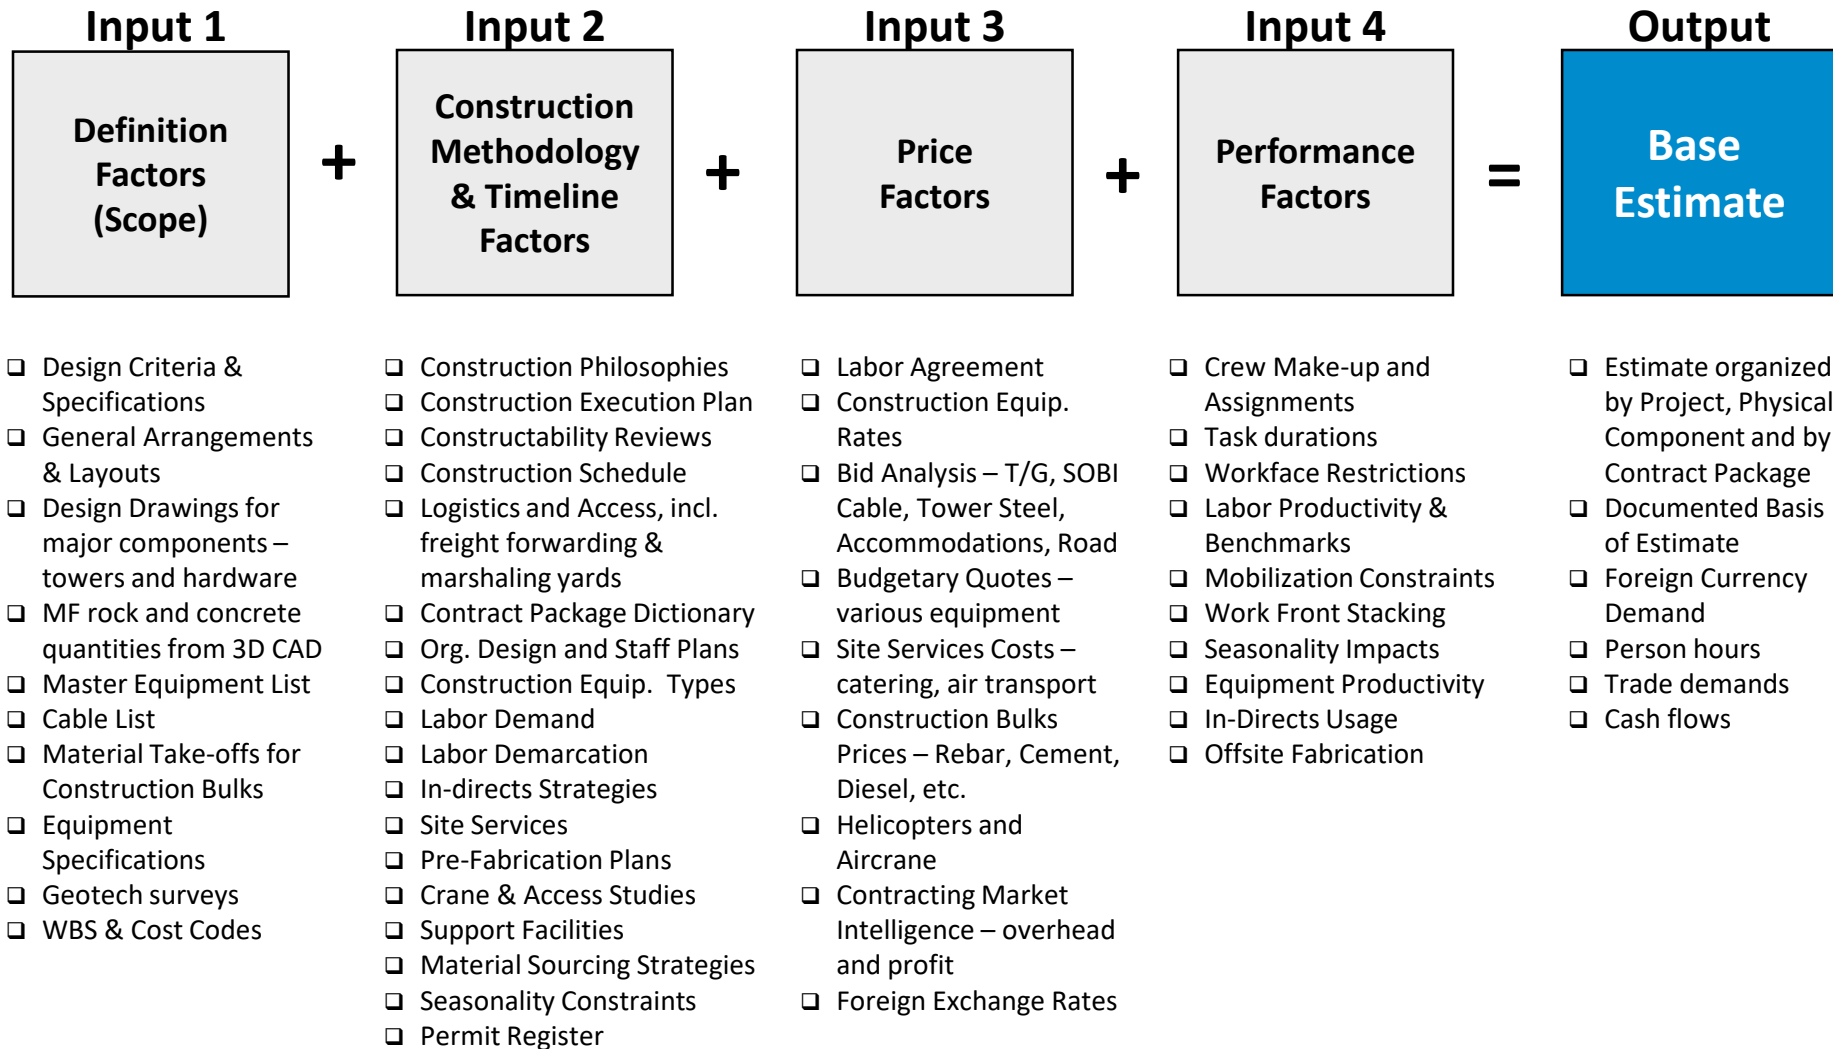 Input 1
Definition
Factors
(Scope)
+
Input 2
Construction
Methodology
& Timeline
Factors
+
Input 3
Price
Factors
+
Input 4
Performance
Factors
=
Output
Base
Estimate
❑ Design Criteria &
Specifications
❑ General Arrangements
& Layouts
❑ Design Drawings for
major components –
towers and hardware
❑ MF rock and concrete
quantities from 3D CAD
❑ Master Equipment List
❑ Cable List
❑ Material Take-offs for
Construction Bulks
❑ Equipment
Specifications
❑ Geotech surveys
❑ WBS & Cost Codes
❑ Construction Philosophies
❑ Construction Execution Plan
❑ Constructability Reviews
❑ Construction Schedule
❑ Logistics and Access, incl.
freight forwarding &
marshaling yards
❑ Contract Package Dictionary
❑ Org. Design and Staff Plans
❑ Construction Equip. Types
❑ Labor Demand
❑ Labor Demarcation
❑ In-directs Strategies
❑ Site Services
❑ Pre-Fabrication Plans
❑ Crane & Access Studies
❑ Support Facilities
❑ Material Sourcing Strategies
❑ Seasonality Constraints
❑ Permit Register
❑ Labor Agreement
❑ Construction Equip.
Rates
❑ Bid Analysis – T/G, SOBI
Cable, Tower Steel,
Accommodations, Road
❑ Budgetary Quotes –
various equipment
❑ Site Services Costs –
catering, air transport
❑ Construction Bulks
Prices – Rebar, Cement,
Diesel, etc.
❑ Helicopters and
Aircrane
❑ Contracting Market
Intelligence – overhead
and profit
❑ Foreign Exchange Rates
❑ Crew Make-up and
Assignments
❑ Task durations
❑ Workface Restrictions
❑ Labor Productivity &
Benchmarks
❑ Mobilization Constraints
❑ Work Front Stacking
❑ Seasonality Impacts
❑ Equipment Productivity
❑ In-Directs Usage
❑ Offsite Fabrication
❑ Estimate organized
by Project, Physical
Component and by
Contract Package
❑ Documented Basis
of Estimate
❑ Foreign Currency
Demand
❑ Person hours
❑ Trade demands
❑ Cash flows